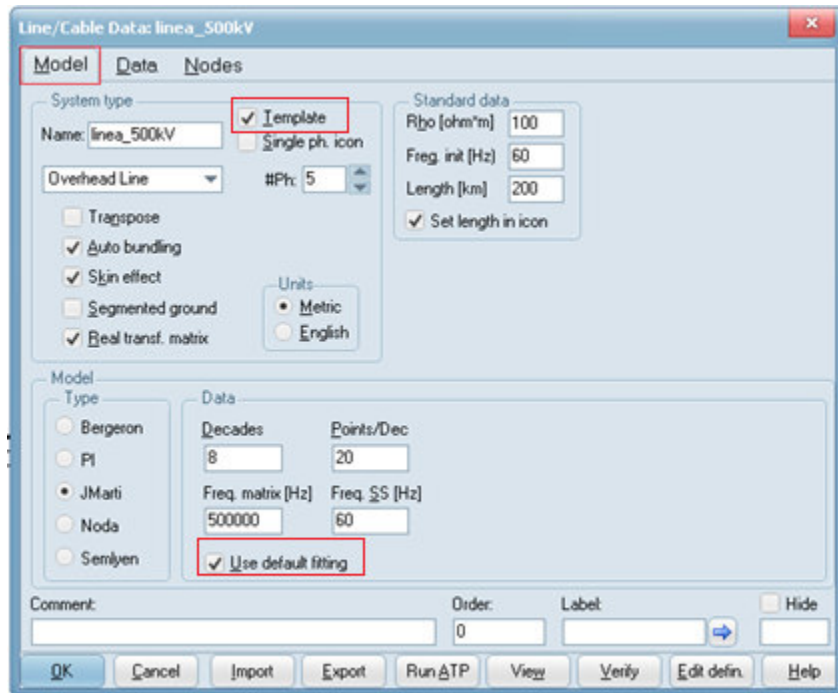 Line/Cable Data: linea_500kV
Model Data Nodes
System type
Name: linea_500kV
Template
Single ph. icon
Overhead Line
#Ph: 5
Transpose
Auto bundling
Skin effect
Segmented ground
Real transf. matrix
Units
Metric
English
Standard data
Rho [ohm*m] 100
Freq. init [Hz] 60
Length [km] 200
Set length in icon
Model
Type
Bergeron
PI
JMarti
Noda
Semlyen
Data
Decades Points/Dec
8 20
Freq. matrix [Hz] Freq. SS [Hz]
500000 60
Use default fitting
Comment: Order: Label: Hide
0
OK Cancel Import Export Run ATP View Verify Edit defin. Help